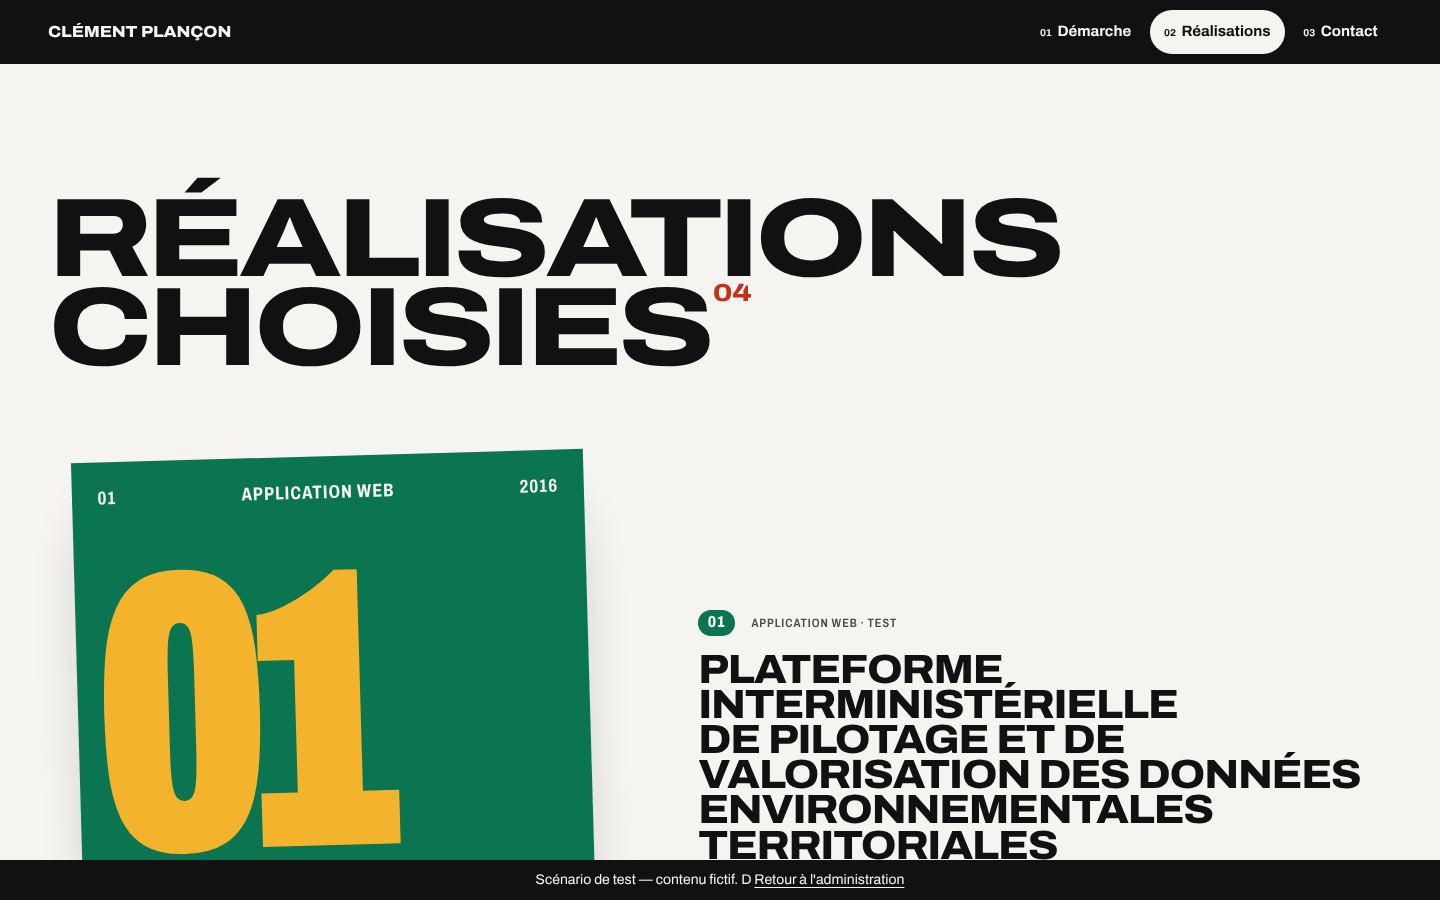 CLÉMENT PLANÇON
01 Démarche
02 Réalisations
03 Contact
RÉALISATIONS
CHOISIES 04
01 APPLICATION WEB 2016
01
01 APPLICATION WEB · TEST
PLATEFORME
INTERMINISTÉRIELLE
DE PILOTAGE ET DE
VALORISATION DES DONNÉES
ENVIRONNEMENTALES
TERRITORIALES
Scénario de test — contenu fictif. D Retour à l'administration